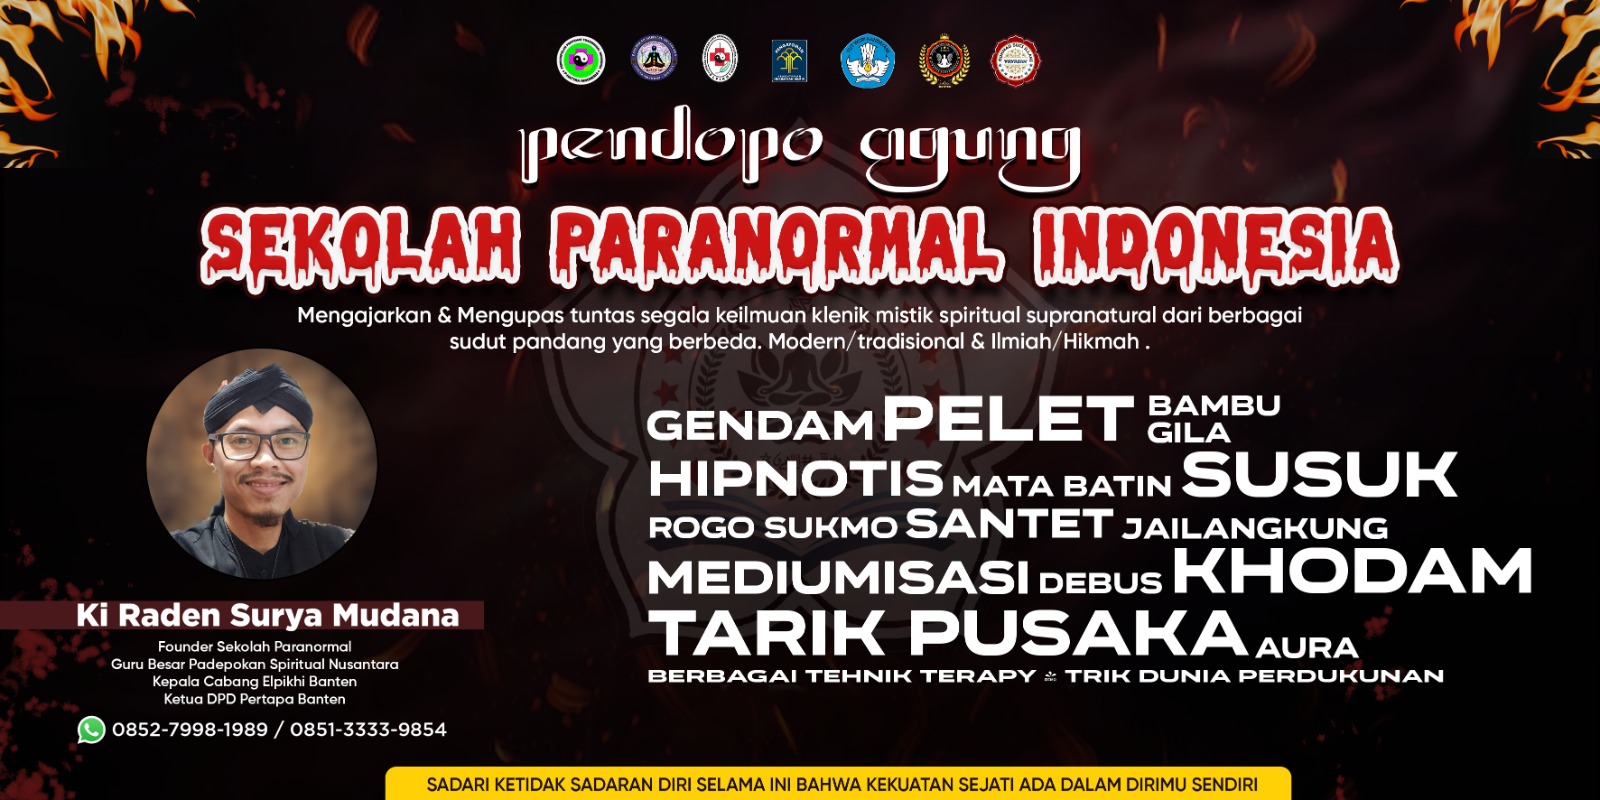 pendopo agung
SEKOLAH PARANORMAL INDONESIA
Mengajarkan & Mengupas tuntas segala keilmuan klenik mistik spiritual supranatural dari berbagai
sudut pandang yang berbeda. Modern/tradisional & Ilmiah/Hikmah .
GENDAM PELET BAMBU GILA
HIPNOTIS MATA BATIN SUSUK
ROGO SUKMO SANTET JAILANGKUNG
MEDIUMISASI DEBUS KHODAM
TARIK PUSAKA AURA
BERBAGAI TEHNIK TERAPY TRIK DUNIA PERDUKUNAN
Ki Raden Surya Mudana
Founder Sekolah Paranormal
Guru Besar Padepokan Spiritual Nusantara
Kepala Cabang Elpikhi Banten
Ketua DPD Pertapa Banten
0852-7998-1989 / 0851-3333-9854
SADARI KETIDAK SADARAN DIRI SELAMA INI BAHWA KEKUATAN SEJATI ADA DALAM DIRIMU SENDIRI